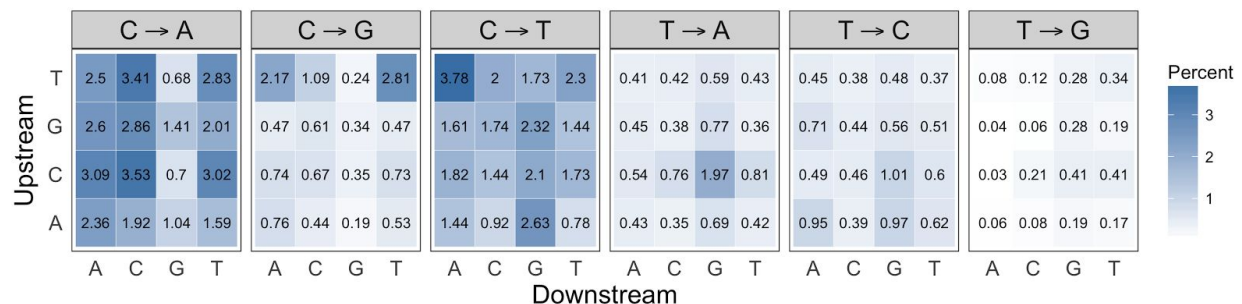 C → A C → G C → T T → A T → C T → G
Percent
T 2.5 3.41 0.68 2.83 2.17 1.09 0.24 2.81 3.78 2 1.73 2.3 0.41 0.42 0.59 0.43 0.45 0.38 0.48 0.37 0.08 0.12 0.28 0.34
3
G 2.6 2.86 1.41 2.01 0.47 0.61 0.34 0.47 1.61 1.74 2.32 1.44 0.45 0.38 0.77 0.36 0.71 0.44 0.56 0.51 0.04 0.06 0.28 0.19
2
C 3.09 3.53 0.7 3.02 0.74 0.67 0.35 0.73 1.82 1.44 2.1 1.73 0.54 0.76 1.97 0.81 0.49 0.46 1.01 0.6 0.03 0.21 0.41 0.41
1
A 2.36 1.92 1.04 1.59 0.76 0.44 0.19 0.53 1.44 0.92 2.63 0.78 0.43 0.35 0.69 0.42 0.95 0.39 0.97 0.62 0.06 0.08 0.19 0.17
Upstream
A C G T A C G T A C G T A C G T A C G T A C G T
Downstream